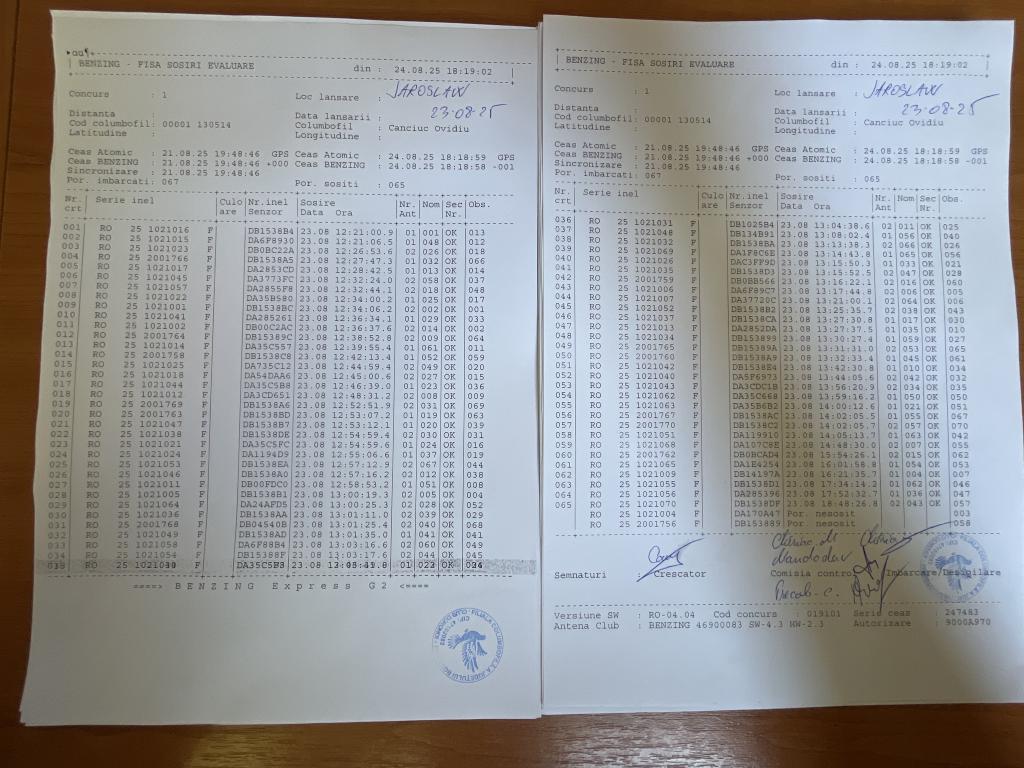 BENZING - FISA SOSIRI EVALUARE din : 24.08.25 18:19:02
Concurs : 1 Loc lansare : JAROSLAW
Distanta : Data lansarii : 23-08-25
Cod columbofil : 00001 130514 Columbofil : Canciuc Ovidiu
Latitudine : Longitudine :
Ceas Atomic : 21.08.25 19:48:46 GPS Ceas Atomic : 24.08.25 18:18:59 GPS
Ceas BENZING : 21.08.25 19:48:46 +000 Ceas BENZING : 24.08.25 18:18:58 -001
Sincronizare : 21.08.25 19:48:46
Por. imbarcati: 067 Por. sositi : 065
Nr. Serie inel Culo Nr.inel Sosire Nr. Nom Sec Obs.
crt are Senzor Data Ora Ant Nr.
001 RO 25 1021016 F DB1538B4 23.08 12:21:00.9 01 001 OK 013
002 RO 25 1021015 F DA6F8930 23.08 12:21:06.5 01 048 OK 012
003 RO 25 1021023 F DB0BC22A 23.08 12:26:53.6 02 026 OK 018
004 RO 25 2001766 F DB1538A5 23.08 12:27:47.3 01 032 OK 066
005 RO 25 1021017 F DA2853CD 23.08 12:28:42.5 01 013 OK 014
006 RO 25 1021045 F DA3773FC 23.08 12:32:24.0 02 058 OK 037
007 RO 25 1021057 F DA2855F8 23.08 12:32:44.1 02 018 OK 048
008 RO 25 1021022 F DA35B580 23.08 12:34:00.2 01 025 OK 017
009 RO 25 1021001 F DB1538BC 23.08 12:34:06.2 02 002 OK 001
010 RO 25 1021041 F DA285261 23.08 12:36:34.1 01 029 OK 033
011 RO 25 1021002 F DB00C2AC 23.08 12:36:37.6 02 014 OK 002
012 RO 25 2001764 F DB15389C 23.08 12:38:52.8 02 009 OK 064
013 RO 25 1021014 F DA35C557 23.08 12:39:55.4 01 061 OK 011
014 RO 25 2001758 F DB1538C8 23.08 12:42:13.4 01 052 OK 059
015 RO 25 1021025 F DA735C12 23.08 12:44:59.4 02 049 OK 020
016 RO 25 1021018 F DA54DAA6 23.08 12:45:00.6 02 027 OK 015
017 RO 25 1021044 F DA35C5B8 23.08 12:46:39.0 01 023 OK 036
018 RO 25 1021012 F DA3CD651 23.08 12:48:31.2 02 008 OK 009
019 RO 25 2001769 F DB1538A6 23.08 12:52:51.9 02 031 OK 069
020 RO 25 2001763 F DB1538BD 23.08 12:53:07.2 01 019 OK 063
021 RO 25 1021047 F DB1538B7 23.08 12:53:12.1 01 020 OK 039
022 RO 25 1021038 F DB1538DE 23.08 12:54:59.4 02 030 OK 031
023 RO 25 1021021 F DA35C5FC 23.08 12:54:59.6 02 024 OK 016
024 RO 25 1021024 F DA1194D9 23.08 12:55:06.6 01 037 OK 019
025 RO 25 1021053 F DB1538EA 23.08 12:57:12.9 02 067 OK 044
026 RO 25 1021046 F DB1538A0 23.08 12:57:16.2 02 012 OK 038
027 RO 25 1021011 F DB00FDC0 23.08 12:58:53.2 01 051 OK 008
028 RO 25 1021005 F DB1538B1 23.08 13:00:19.3 02 005 OK 004
029 RO 25 1021064 F DA24AFD5 23.08 13:00:25.3 02 028 OK 052
030 RO 25 1021036 F DB1538AA 23.08 13:01:11.0 02 039 OK 029
031 RO 25 2001768 F DB04540B 23.08 13:01:25.4 02 040 OK 068
032 RO 25 1021049 F DB1538AD 23.08 13:01:35.0 01 041 OK 041
033 RO 25 1021058 F DA6F88B4 23.08 13:03:16.6 02 060 OK 049
034 RO 25 1021054 F DB15388F 23.08 13:03:17.6 02 044 OK 045
035 RO 25 F 23.08 01 022 OK 024
====> BENZING Express G2 <====
BENZING - FISA SOSIRI EVALUARE din : 24.08.25 18:19:02
Concurs : 1 Loc lansare : JAROSLAW
Distanta : Data lansarii : 23-08-25
Cod columbofil : 00001 130514 Columbofil : Canciuc Ovidiu
Latitudine : Longitudine :
Ceas Atomic : 21.08.25 19:48:46 GPS Ceas Atomic : 24.08.25 18:18:59 GPS
Ceas BENZING : 21.08.25 19:48:46 +000 Ceas BENZING : 24.08.25 18:18:58 -001
Sincronizare : 21.08.25 19:48:46
Por. imbarcati: 067 Por. sositi : 065
Nr. Serie inel Culo Nr.inel Sosire Nr. Nom Sec Obs.
crt are Senzor Data Ora Ant Nr.
036 RO 25 1021031 F DB1025B4 23.08 13:04:38.6 02 011 OK 025
037 RO 25 1021048 F DB134B91 23.08 13:08:02.4 01 056 OK 040
038 RO 25 1021032 F DB1538BA 23.08 13:13:38.3 02 066 OK 026
039 RO 25 1021069 F DA1F8C6E 23.08 13:14:43.8 01 065 OK 056
040 RO 25 1021026 F DAC3FF9D 23.08 13:15:50.3 01 033 OK 021
041 RO 25 1021035 F DB1538D3 23.08 13:15:52.5 02 047 OK 028
042 RO 25 2001759 F DB0BB566 23.08 13:16:22.1 02 016 OK 060
043 RO 25 1021006 F DA6F89C7 23.08 13:17:44.8 02 006 OK 005
044 RO 25 1021007 F DA37720C 23.08 13:21:00.1 02 064 OK 006
045 RO 25 1021052 F DB1538B2 23.08 13:25:35.7 02 038 OK 043
046 RO 25 1021037 F DB1538CA 23.08 13:27:30.8 01 017 OK 030
047 RO 25 1021013 F DA2852DA 23.08 13:27:37.5 01 035 OK 010
048 RO 25 1021034 F DB153899 23.08 13:30:27.4 01 059 OK 027
049 RO 25 2001765 F DB15389A 23.08 13:31:31.0 02 053 OK 065
050 RO 25 2001760 F DB1538A9 23.08 13:32:33.4 01 045 OK 061
051 RO 25 1021042 F DB1538E4 23.08 13:42:30.8 01 010 OK 034
052 RO 25 1021040 F DA5F6973 23.08 13:44:05.6 02 042 OK 032
053 RO 25 1021043 F DA3CDC1B 23.08 13:56:20.9 02 034 OK 035
054 RO 25 1021062 F DA35C668 23.08 13:59:16.2 01 050 OK 050
055 RO 25 1021063 F DA35B6B2 23.08 14:00:12.6 01 021 OK 051
056 RO 25 2001767 F DB1538AC 23.08 14:02:05.5 01 057 OK 067
057 RO 25 2001770 F DB1538C2 23.08 14:02:05.7 02 057 OK 070
058 RO 25 1021051 F DA119910 23.08 14:05:13.7 01 063 OK 042
059 RO 25 1021068 F DA107C8E 23.08 14:48:30.0 02 007 OK 055
060 RO 25 2001762 F DB0BCAD4 23.08 15:54:26.1 02 015 OK 062
061 RO 25 1021065 F DA1E4254 23.08 16:01:58.8 01 054 OK 053
062 RO 25 1021009 F DB14197A 23.08 16:21:35.7 01 004 OK 007
063 RO 25 1021055 F DB1538D1 23.08 17:34:14.2 01 062 OK 046
064 RO 25 1021056 F DA285396 23.08 17:52:32.7 01 036 OK 047
065 RO 25 1021070 F DB1538DF 23.08 18:48:26.8 02 043 OK 057
RO 25 1021004 F DA170A47 Por. nesosit 003
RO 25 2001756 F DB153889 Por. nesosit 058
Semnaturi : Crescator Comisia control Imbarcare/Desigilare
Versiune SW : RO-04.04 Cod concurs : 019101 Serie ceas : 247483
Antena Club : BENZING 46900083 SW-4.3 HW-2.3 Autorizare : 9000A970